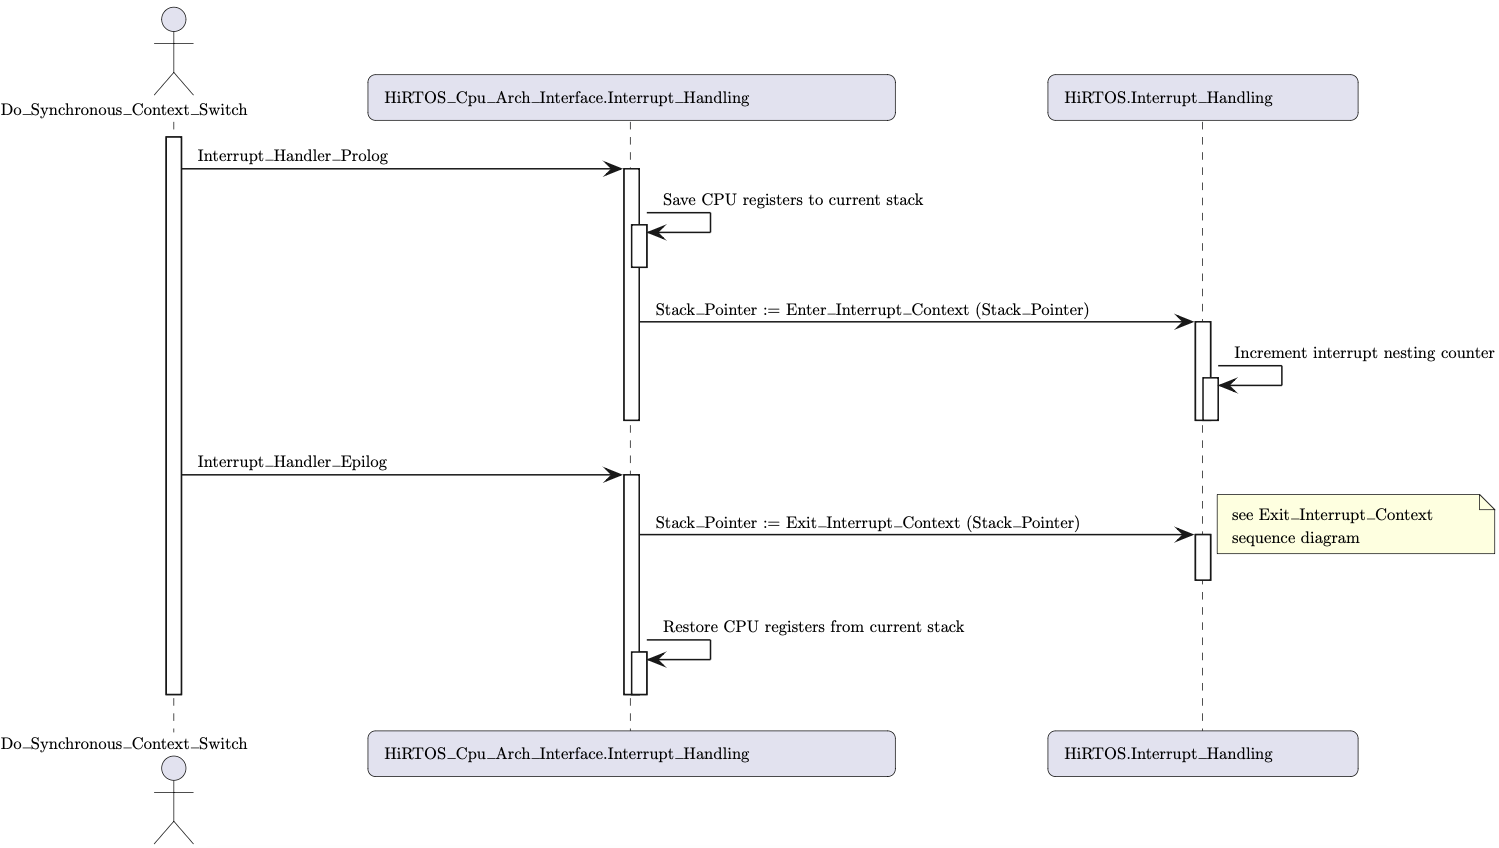 Do_Synchronous_Context_Switch
HiRTOS_Cpu_Arch_Interface.Interrupt_Handling
HiRTOS.Interrupt_Handling
Interrupt_Handler_Prolog
Save CPU registers to current stack
Stack_Pointer := Enter_Interrupt_Context (Stack_Pointer)
Increment interrupt nesting counter
Interrupt_Handler_Epilog
see Exit_Interrupt_Context
sequence diagram
Stack_Pointer := Exit_Interrupt_Context (Stack_Pointer)
Restore CPU registers from current stack
Do_Synchronous_Context_Switch
HiRTOS_Cpu_Arch_Interface.Interrupt_Handling
HiRTOS.Interrupt_Handling